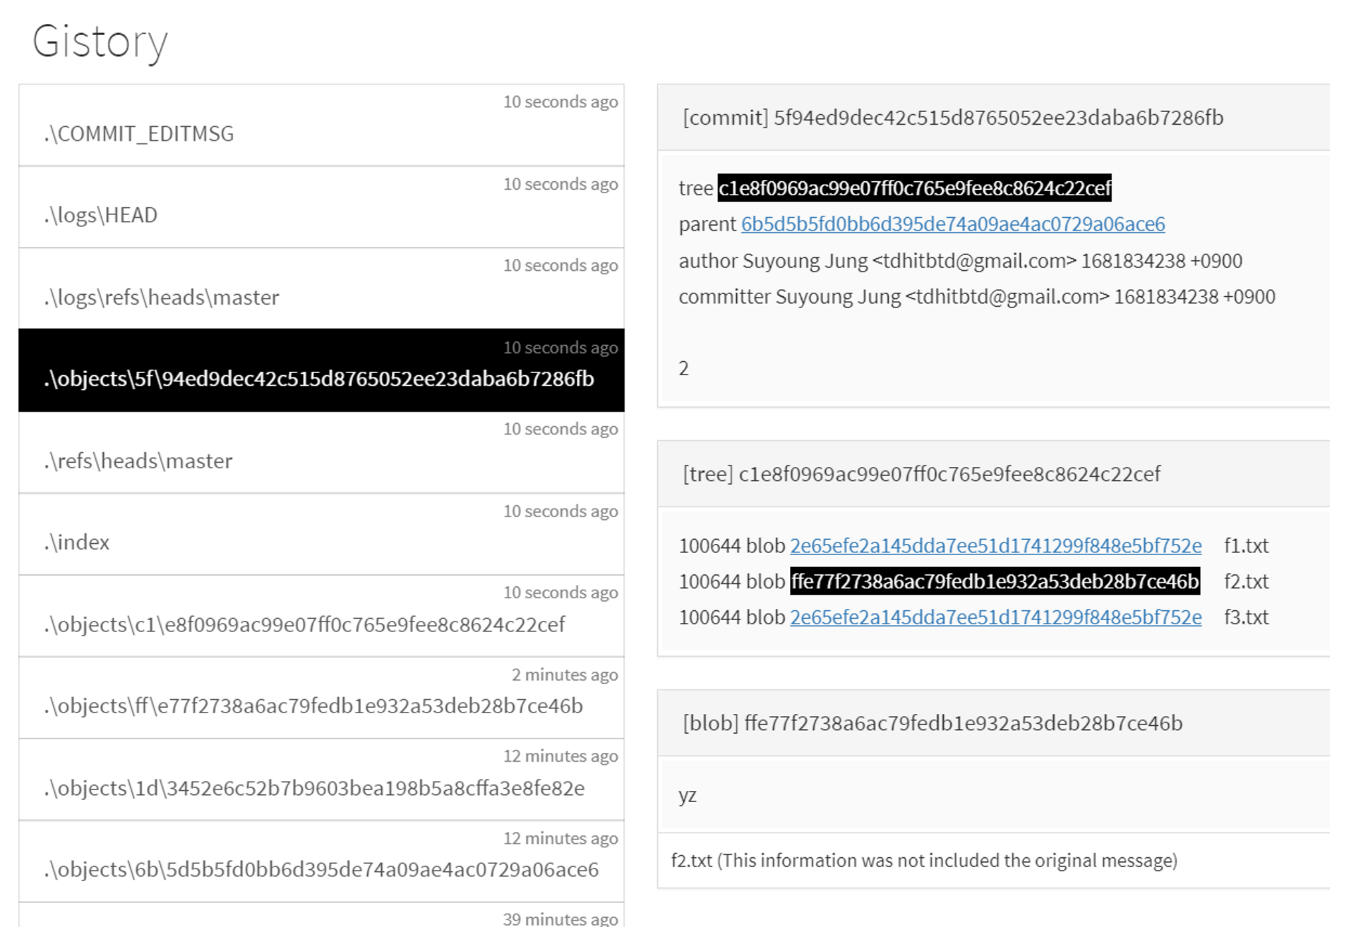 Gistory
10 seconds ago
.\COMMIT_EDITMSG
10 seconds ago
.\logs\HEAD
10 seconds ago
.\logs\refs\heads\master
10 seconds ago
.\objects\5f\94ed9dec42c515d8765052ee23daba6b7286fb
10 seconds ago
.\refs\heads\master
10 seconds ago
.\index
10 seconds ago
.\objects\c1\e8f0969ac99e07ff0c765e9fee8c8624c22cef
2 minutes ago
.\objects\ff\e77f2738a6ac79fedb1e932a53deb28b7ce46b
12 minutes ago
.\objects\1d\3452e6c52b7b9603bea198b5a8cffa3e8fe82e
12 minutes ago
.\objects\6b\5d5b5fd0bb6d395de74a09ae4ac0729a06ace6
39 minutes ago
[commit] 5f94ed9dec42c515d8765052ee23daba6b7286fb
tree c1e8f0969ac99e07ff0c765e9fee8c8624c22cef
parent 6b5d5b5fd0bb6d395de74a09ae4ac0729a06ace6
author Suyoung Jung <tdhitbtd@gmail.com> 1681834238 +0900
committer Suyoung Jung <tdhitbtd@gmail.com> 1681834238 +0900
2
[tree] c1e8f0969ac99e07ff0c765e9fee8c8624c22cef
100644 blob 2e65efe2a145dda7ee51d1741299f848e5bf752e f1.txt
100644 blob ffe77f2738a6ac79fedb1e932a53deb28b7ce46b f2.txt
100644 blob 2e65efe2a145dda7ee51d1741299f848e5bf752e f3.txt
[blob] ffe77f2738a6ac79fedb1e932a53deb28b7ce46b
yz
f2.txt (This information was not included the original message)